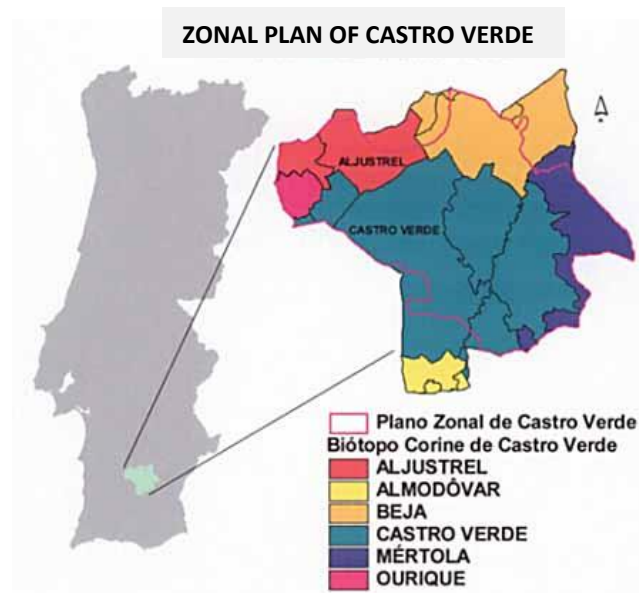 ZONAL PLAN OF CASTRO VERDE
ALJUSTREL
CASTRO VERDE
Plano Zonal de Castro Verde
Biótopo Corine de Castro Verde
ALJUSTREL
ALMODÔVAR
BEJA
CASTRO VERDE
MÉRTOLA
OURIQUE